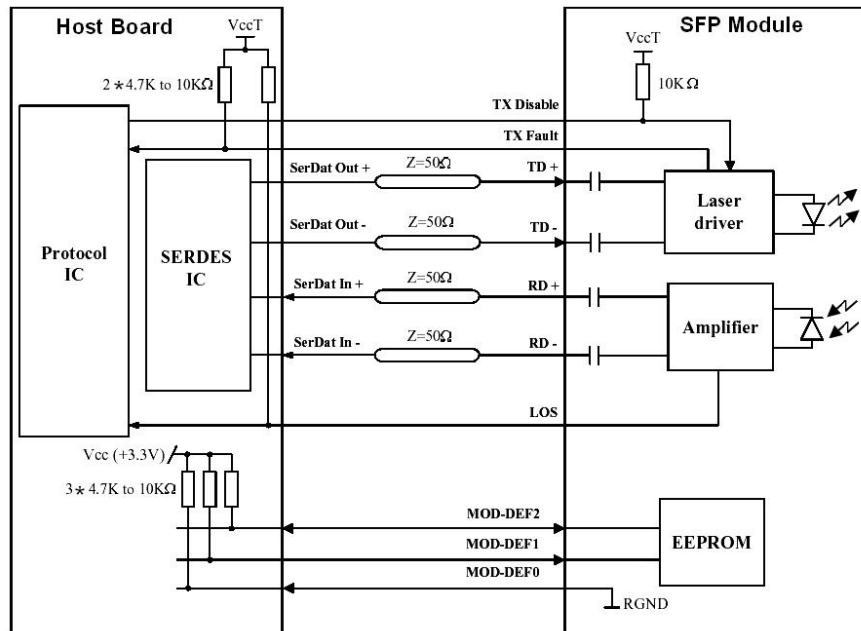 Host Board
SFP Module
VccT
VccT
2*4.7K to 10KΩ
10KΩ
TX Disable
TX Fault
SerDat Out +
Z=50Ω
TD +
SerDat Out -
Z=50Ω
TD -
Laser
driver
Protocol
IC
SERDES
IC
SerDat In +
Z=50Ω
RD +
SerDat In -
Z=50Ω
RD -
Amplifier
LOS
Vcc (+3.3V)
3*4.7K to 10KΩ
MOD-DEF2
MOD-DEF1
MOD-DEF0
EEPROM
RGND